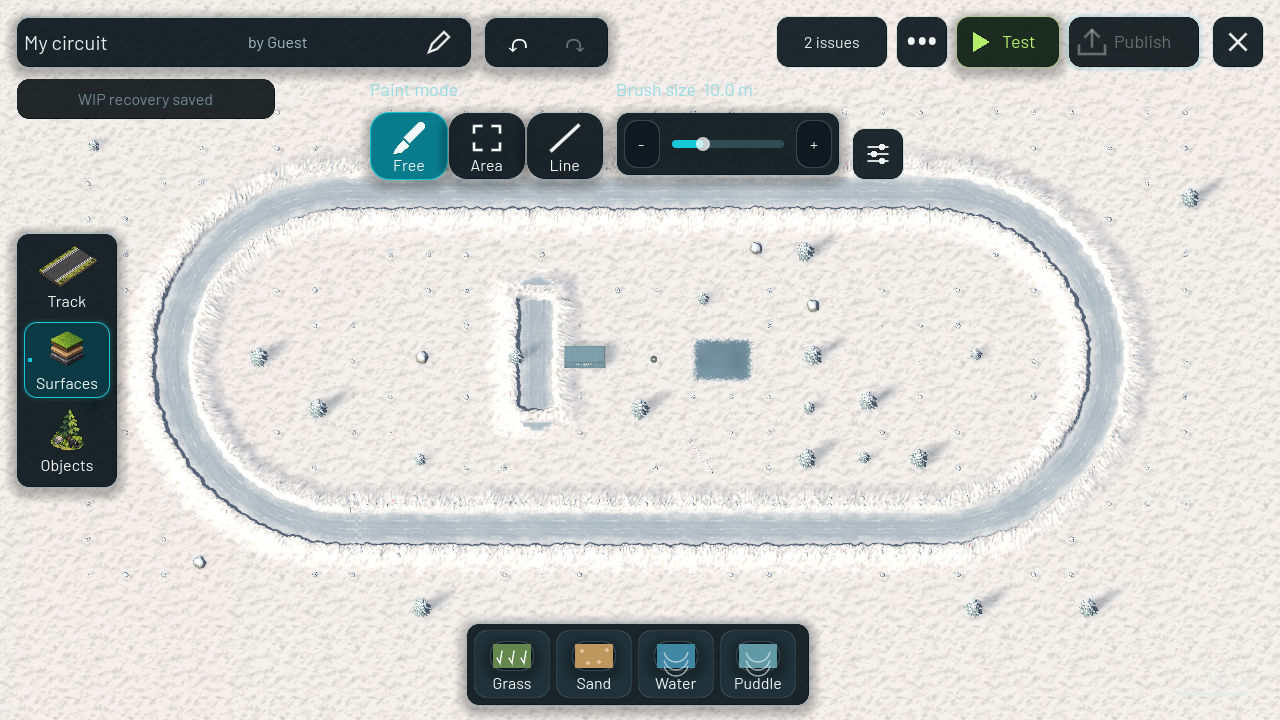 My circuit
by Guest
2 issues
•••
Test
Publish
WIP recovery saved
Paint mode
Brush size 10.0 m
Free
Area
Line
-
+
Track
Surfaces
Objects
Grass
Sand
Water
Puddle